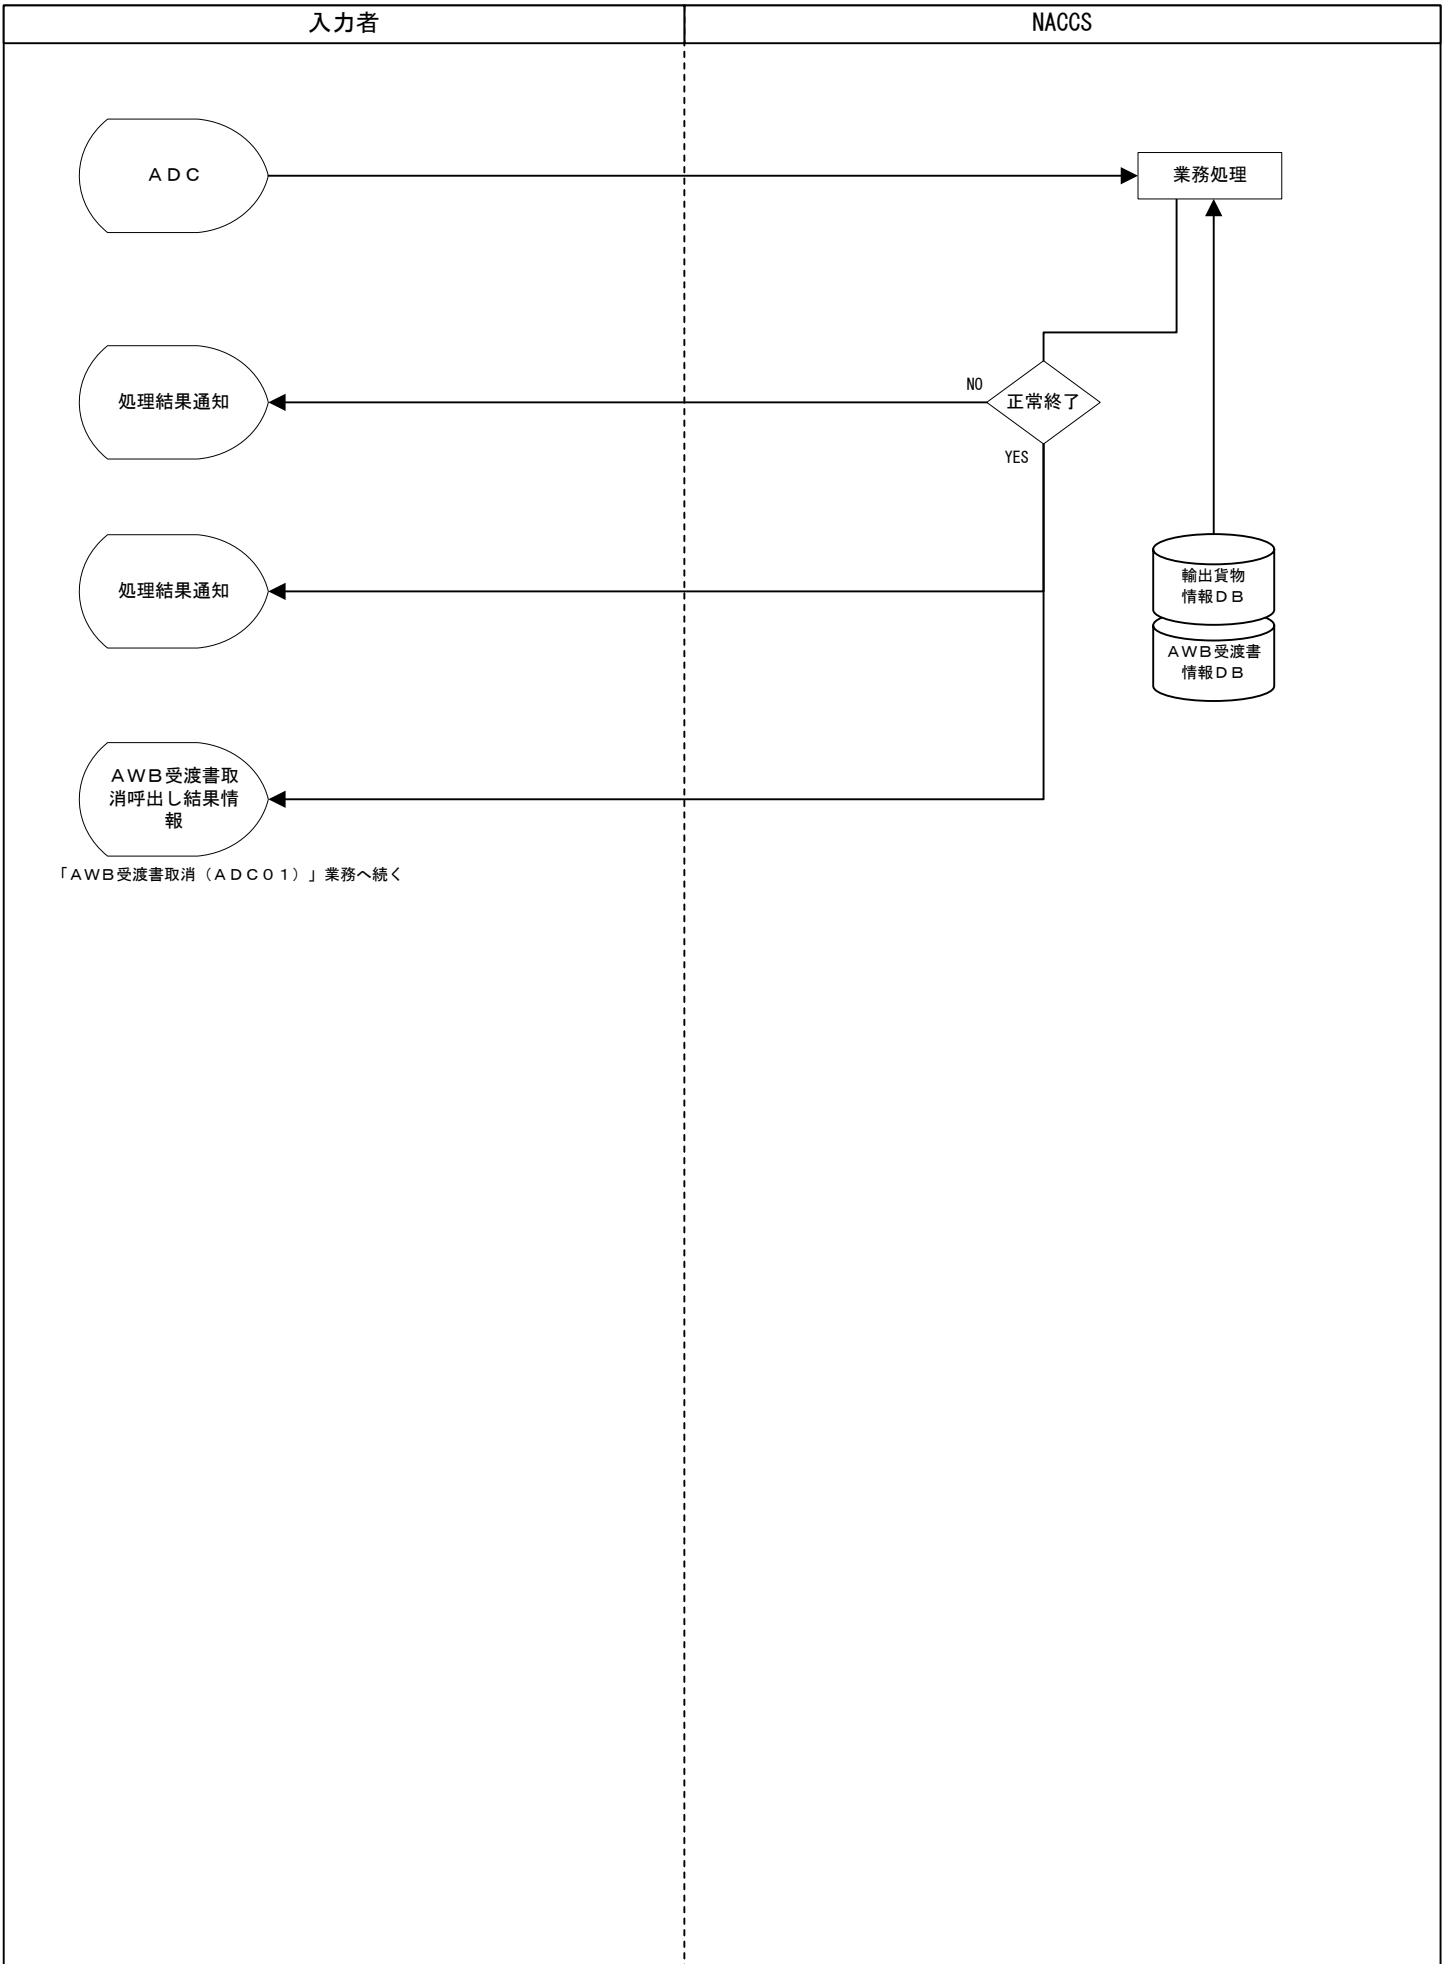 入力者
NACCS
ＡＤＣ
業務処理
処理結果通知
NO
正常終了
YES
処理結果通知
輸出貨物
情報ＤＢ
ＡＷＢ受渡書
情報ＤＢ
ＡＷＢ受渡書取
消呼出し結果情
報
「ＡＷＢ受渡書取消（ＡＤＣ０１）」業務へ続く